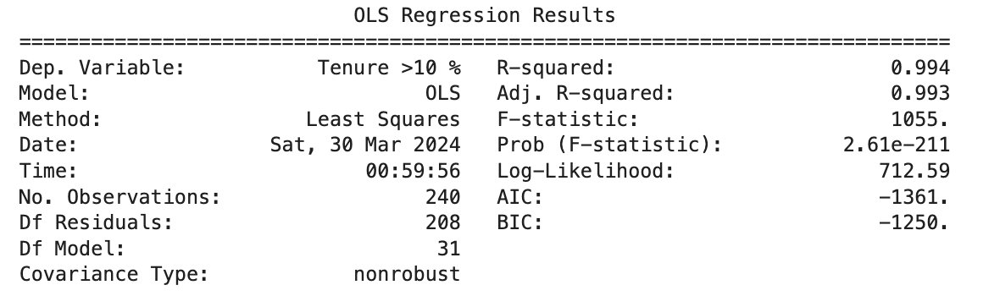 OLS Regression Results
==============================================================================
Dep. Variable: Tenure >10 % R-squared: 0.994
Model: OLS Adj. R-squared: 0.993
Method: Least Squares F-statistic: 1055.
Date: Sat, 30 Mar 2024 Prob (F-statistic): 2.61e-211
Time: 00:59:56 Log-Likelihood: 712.59
No. Observations: 240 AIC: -1361.
Df Residuals: 208 BIC: -1250.
Df Model: 31
Covariance Type: nonrobust